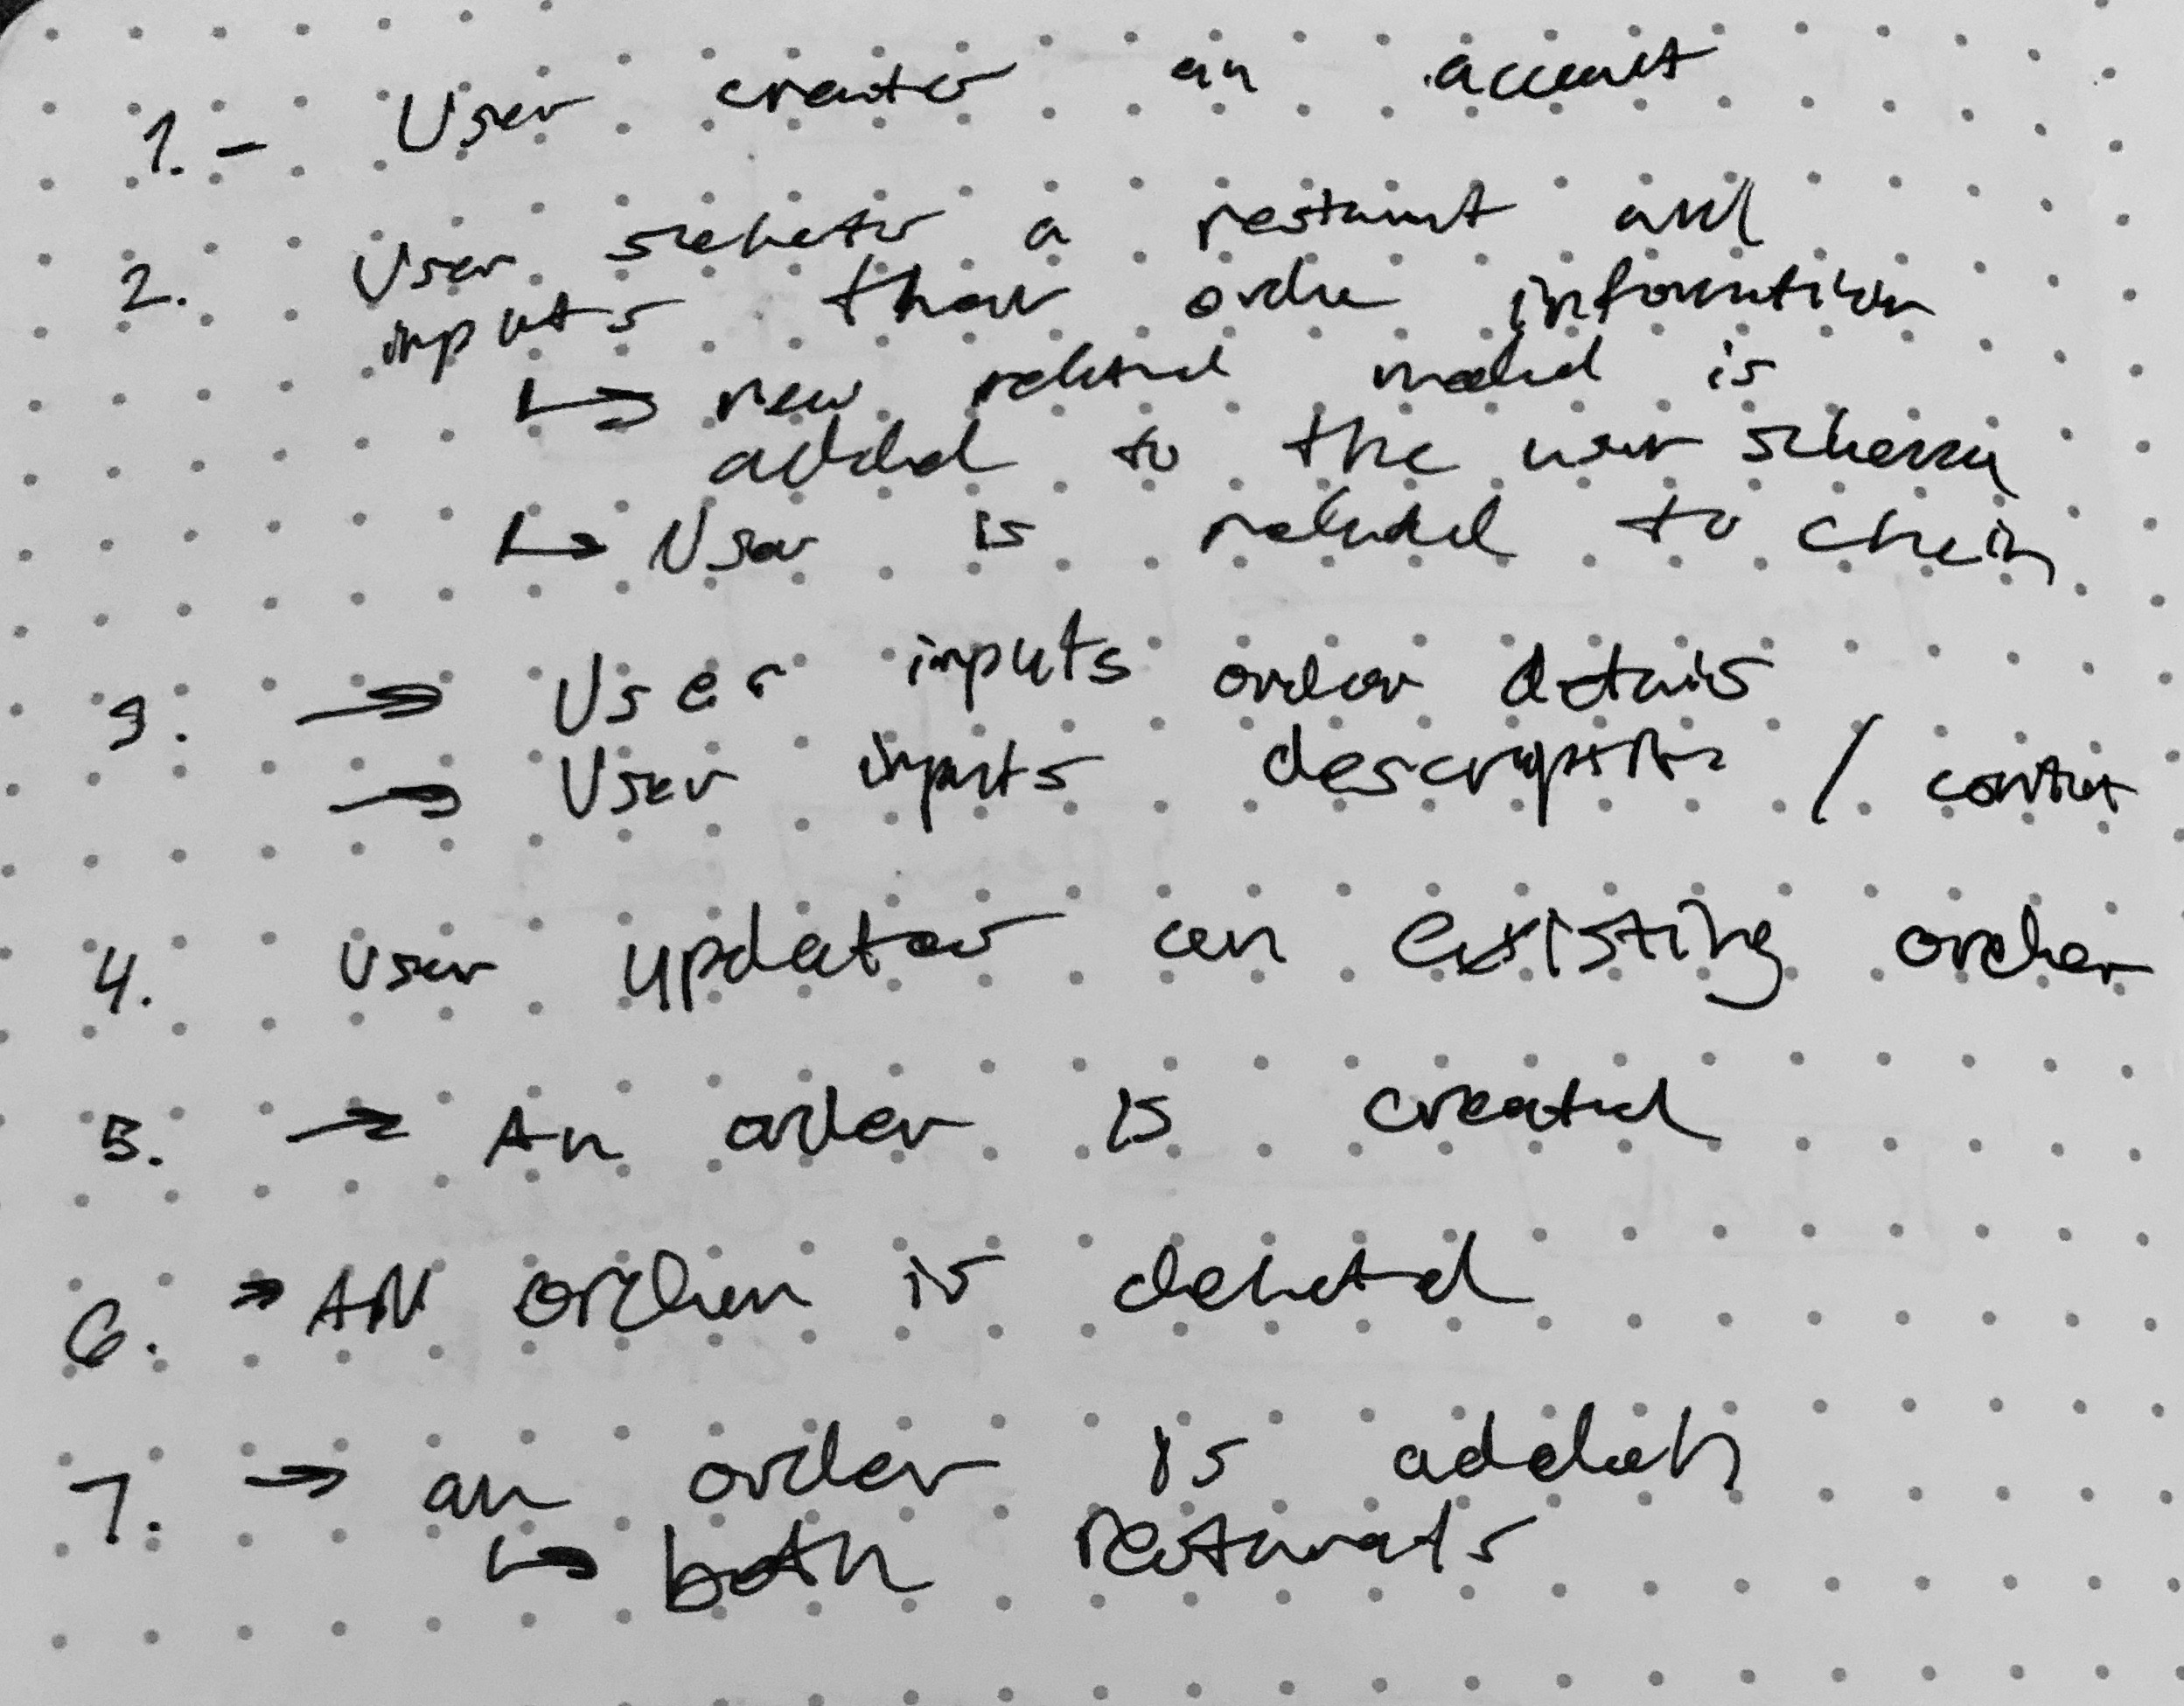 1. - User creates an account
2. User selects a restaurant and
inputs their order information
↳ new related model is
added to the user schema
↳ User is related to chain
3. → User inputs order details
→ User inputs description /
4. User updates an existing order
5. → An order is created
6. → AN order is deleted
7. → an order is added
↳ both restaurants